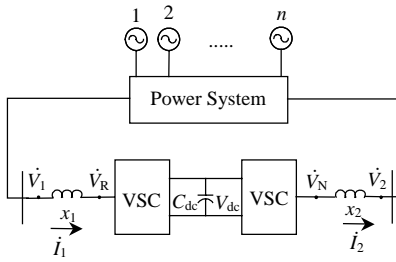 1 2 ..... n
Power System
V̇₁ V̇R V̇N V̇₂
VSC Cdc Vdc VSC
x₁ x₂
İ₁ İ₂